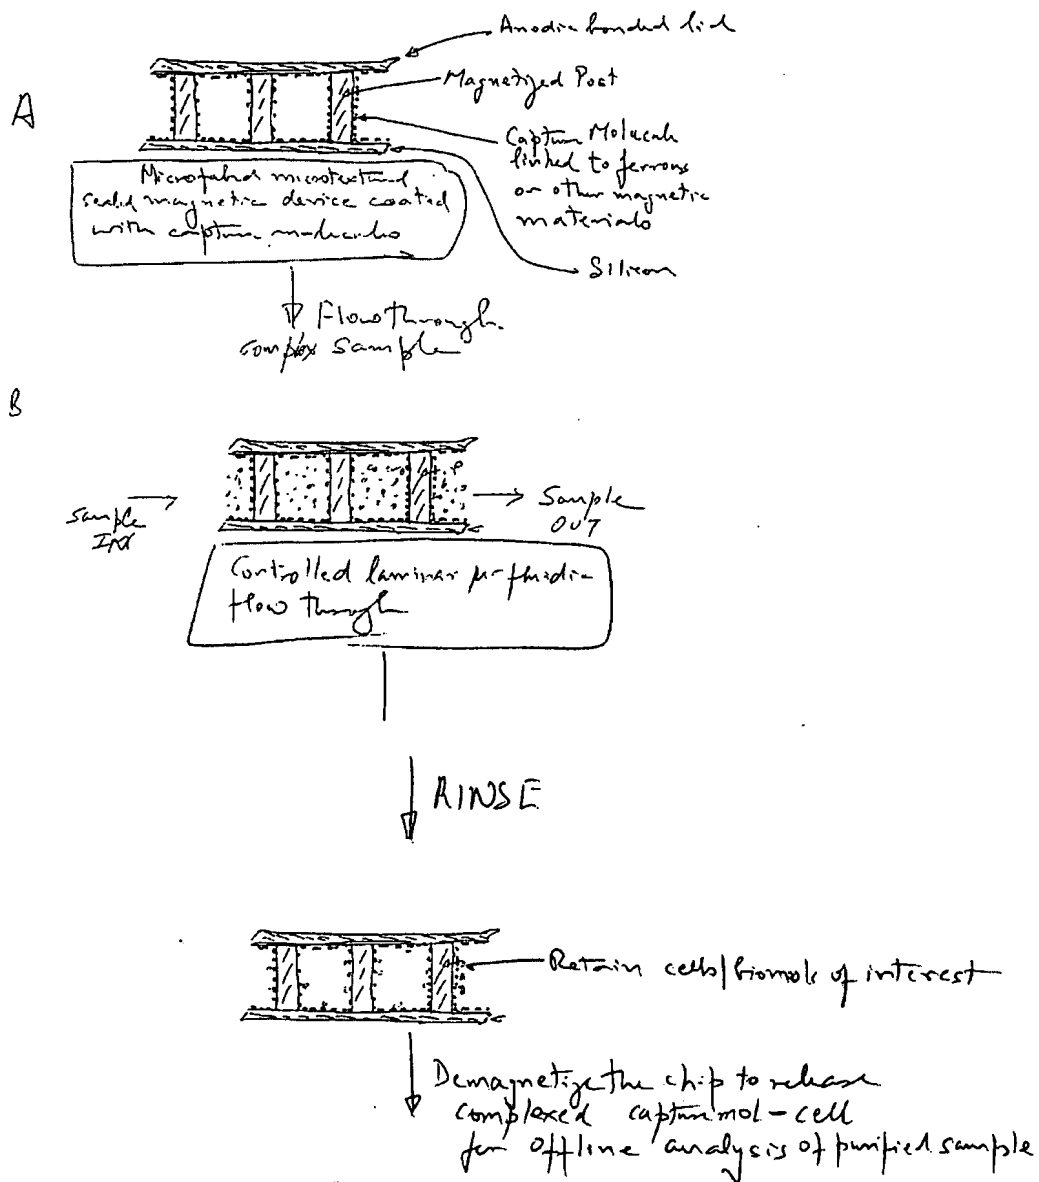 Anodic bonded lid
A
Magnetized Post
Capture Molecule
linked to ferrous
or other magnetic
materials
Silicon
Microfabed microtextured
sealed magnetic device coated
with capture molecules
Flow through
complex sample
B
Sample
IN
Sample
OUT
Controlled laminar μ-fluidic
flow through
RINSE
Retain cells/biomols of interest
Demagnetize the chip to release
complexed capture mol-cell
for offline analysis of purified sample